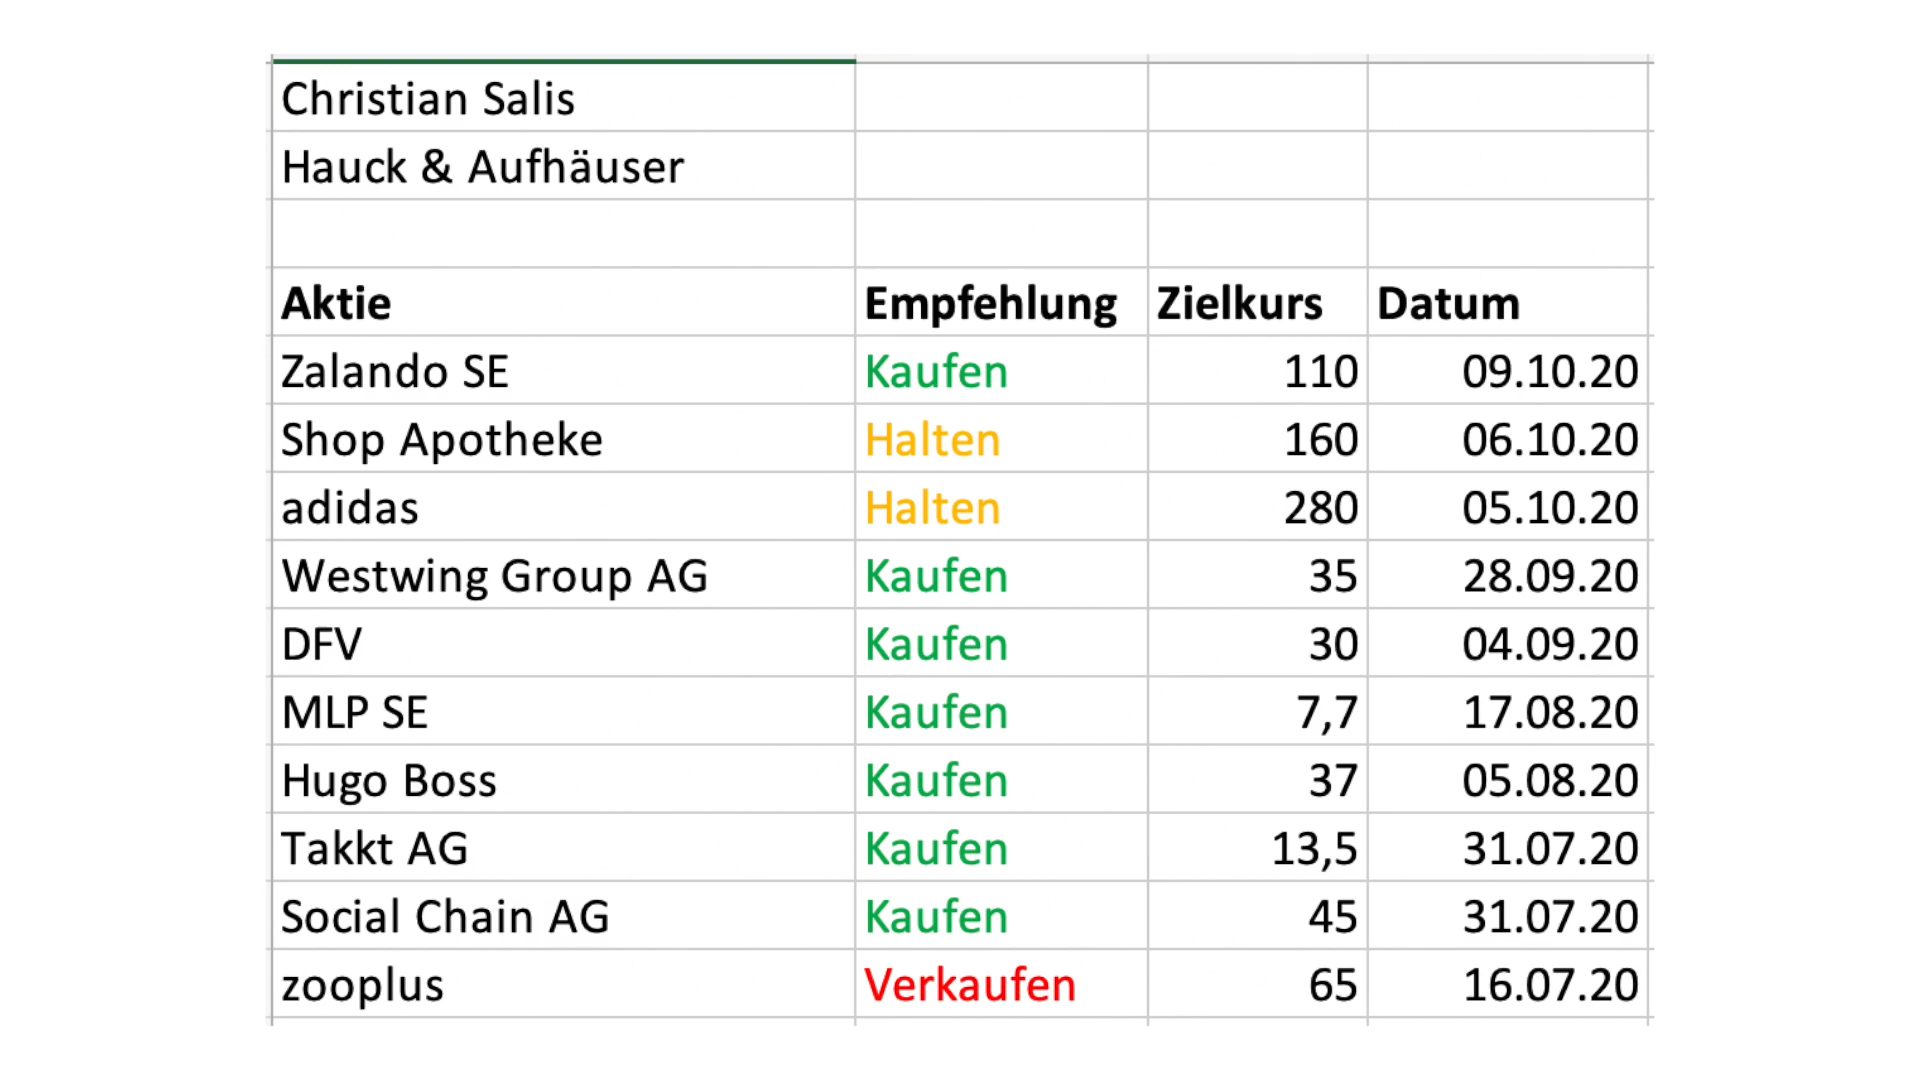 Christian Salis
Hauck & Aufhäuser
Aktie Empfehlung Zielkurs Datum
Zalando SE Kaufen 110 09.10.20
Shop Apotheke Halten 160 06.10.20
adidas Halten 280 05.10.20
Westwing Group AG Kaufen 35 28.09.20
DFV Kaufen 30 04.09.20
MLP SE Kaufen 7,7 17.08.20
Hugo Boss Kaufen 37 05.08.20
Takkt AG Kaufen 13,5 31.07.20
Social Chain AG Kaufen 45 31.07.20
zooplus Verkaufen 65 16.07.20